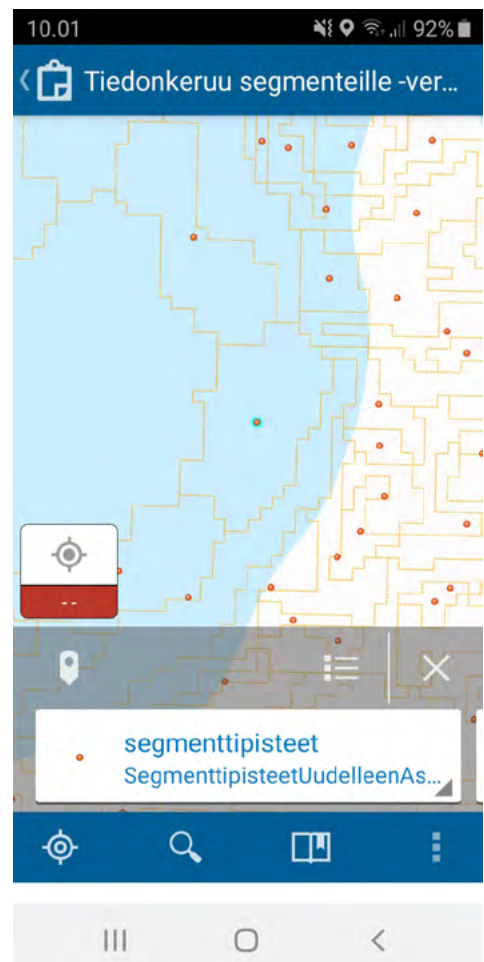 10.01 92%
Tiedonkeruu segmenteille -ver...
--
segmenttipisteet
SegmenttipisteetUudelleenAs...